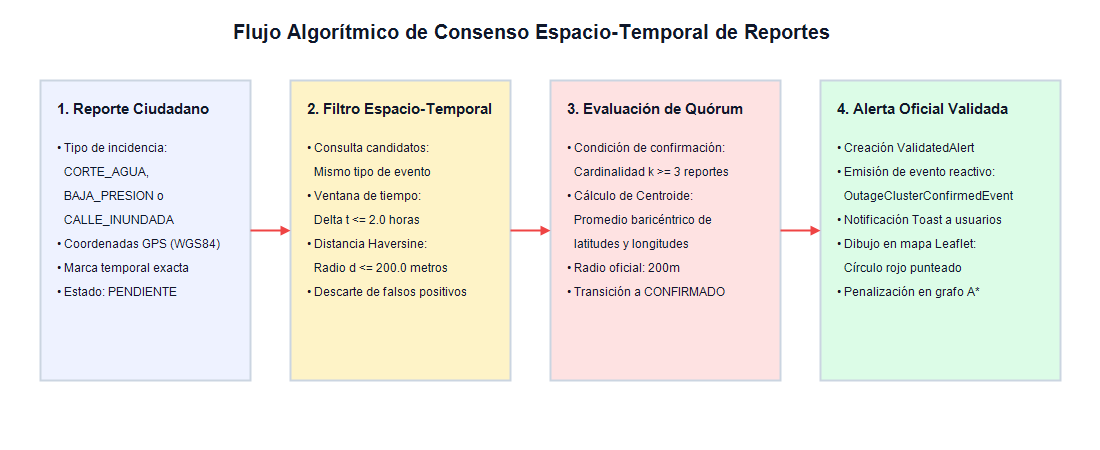 Flujo Algorítmico de Consenso Espacio-Temporal de Reportes
1. Reporte Ciudadano
• Tipo de incidencia:
CORTE_AGUA,
BAJA_PRESION o
CALLE_INUNDADA
• Coordenadas GPS (WGS84)
• Marca temporal exacta
• Estado: PENDIENTE
2. Filtro Espacio-Temporal
• Consulta candidatos:
Mismo tipo de evento
• Ventana de tiempo:
Delta t <= 2.0 horas
• Distancia Haversine:
Radio d <= 200.0 metros
• Descarte de falsos positivos
3. Evaluación de Quórum
• Condición de confirmación:
Cardinalidad k >= 3 reportes
• Cálculo de Centroide:
Promedio baricéntrico de
latitudes y longitudes
• Radio oficial: 200m
• Transición a CONFIRMADO
4. Alerta Oficial Validada
• Creación ValidatedAlert
• Emisión de evento reactivo:
OutageClusterConfirmedEvent
• Notificación Toast a usuarios
• Dibujo en mapa Leaflet:
Círculo rojo punteado
• Penalización en grafo A*